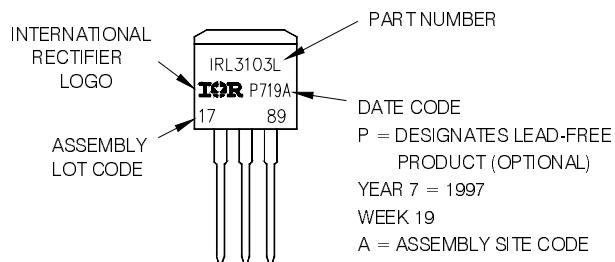 INTERNATIONAL
RECTIFIER
LOGO
ASSEMBLY
LOT CODE
IRL3103L
IOR P719A
17 89
PART NUMBER
DATE CODE
P = DESIGNATES LEAD-FREE
PRODUCT (OPTIONAL)
YEAR 7 = 1997
WEEK 19
A = ASSEMBLY SITE CODE